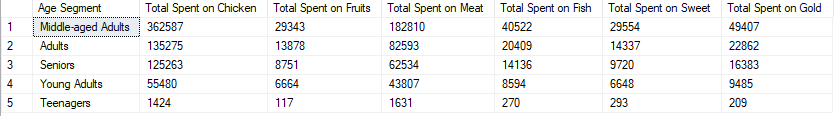 Age Segment Total Spent on Chicken Total Spent on Fruits Total Spent on Meat Total Spent on Fish Total Spent on Sweet Total Spent on Gold
1 Middle-aged Adults 362587 29343 182810 40522 29554 49407
2 Adults 135275 13878 82593 20409 14337 22862
3 Seniors 125263 8751 62534 14136 9720 16383
4 Young Adults 55480 6664 43807 8594 6648 9485
5 Teenagers 1424 117 1631 270 293 209